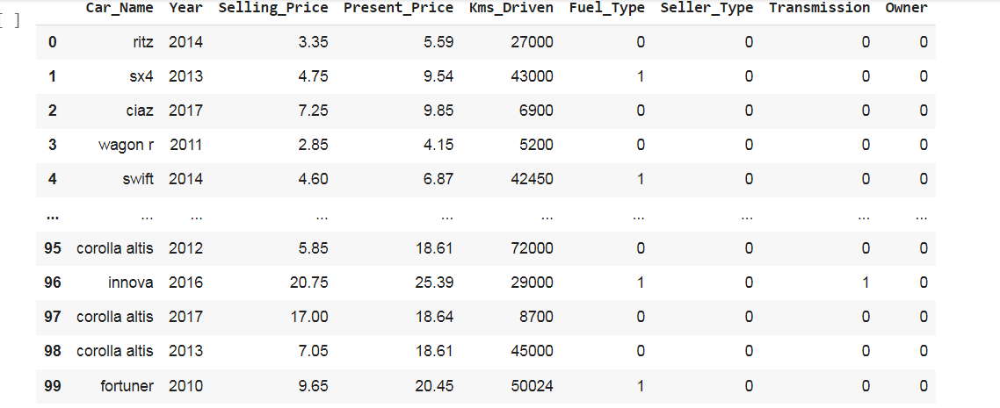 Car_Name Year Selling_Price Present_Price Kms_Driven Fuel_Type Seller_Type Transmission Owner
[ ]
0 ritz 2014 3.35 5.59 27000 0 0 0 0
1 sx4 2013 4.75 9.54 43000 1 0 0 0
2 ciaz 2017 7.25 9.85 6900 0 0 0 0
3 wagon r 2011 2.85 4.15 5200 0 0 0 0
4 swift 2014 4.60 6.87 42450 1 0 0 0
... ... ... ... ... ... ... ... ... ...
95 corolla altis 2012 5.85 18.61 72000 0 0 0 0
96 innova 2016 20.75 25.39 29000 1 0 1 0
97 corolla altis 2017 17.00 18.64 8700 0 0 0 0
98 corolla altis 2013 7.05 18.61 45000 0 0 0 0
99 fortuner 2010 9.65 20.45 50024 1 0 0 0